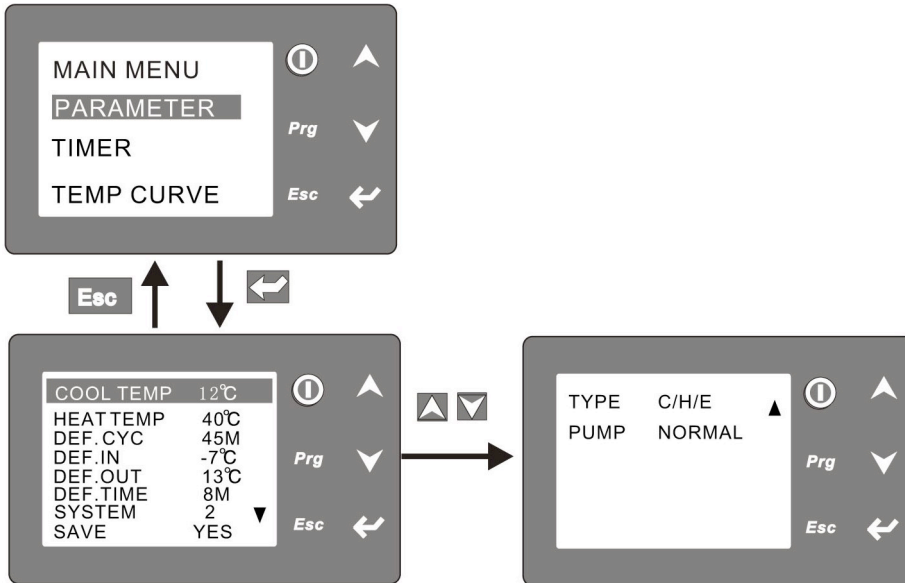 MAIN MENU
PARAMETER
TIMER
TEMP CURVE
Prg
Esc
Esc
COOL TEMP 12℃
HEAT TEMP 40℃
DEF.CYC 45M
DEF.IN -7℃
DEF.OUT 13℃
DEF.TIME 8M
SYSTEM 2
SAVE YES
Prg
Esc
TYPE C/H/E
PUMP NORMAL
Prg
Esc